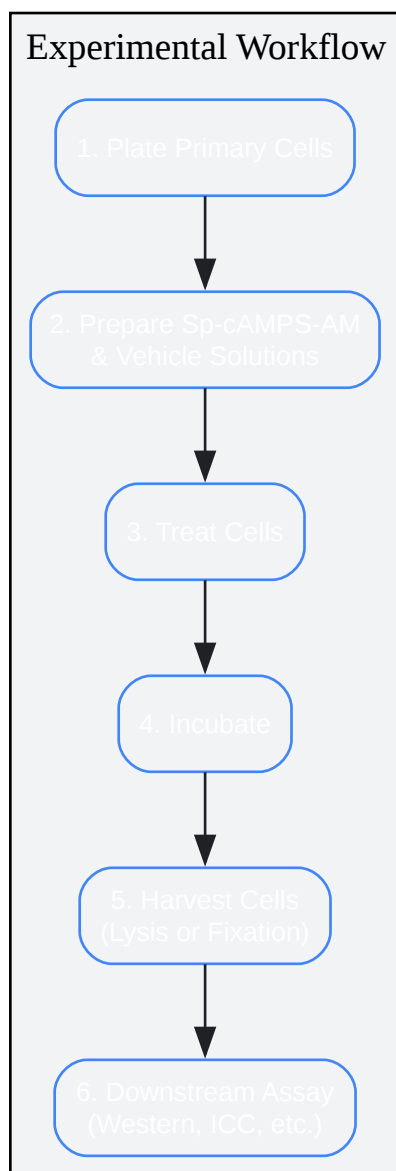 Experimental Workflow
1. Plate Primary Cells
2. Prepare Sp-cAMPS-AM
& Vehicle Solutions
3. Treat Cells
4. Incubate
5. Harvest Cells
(Lysis or Fixation)
6. Downstream Assay
(Western, ICC, etc.)